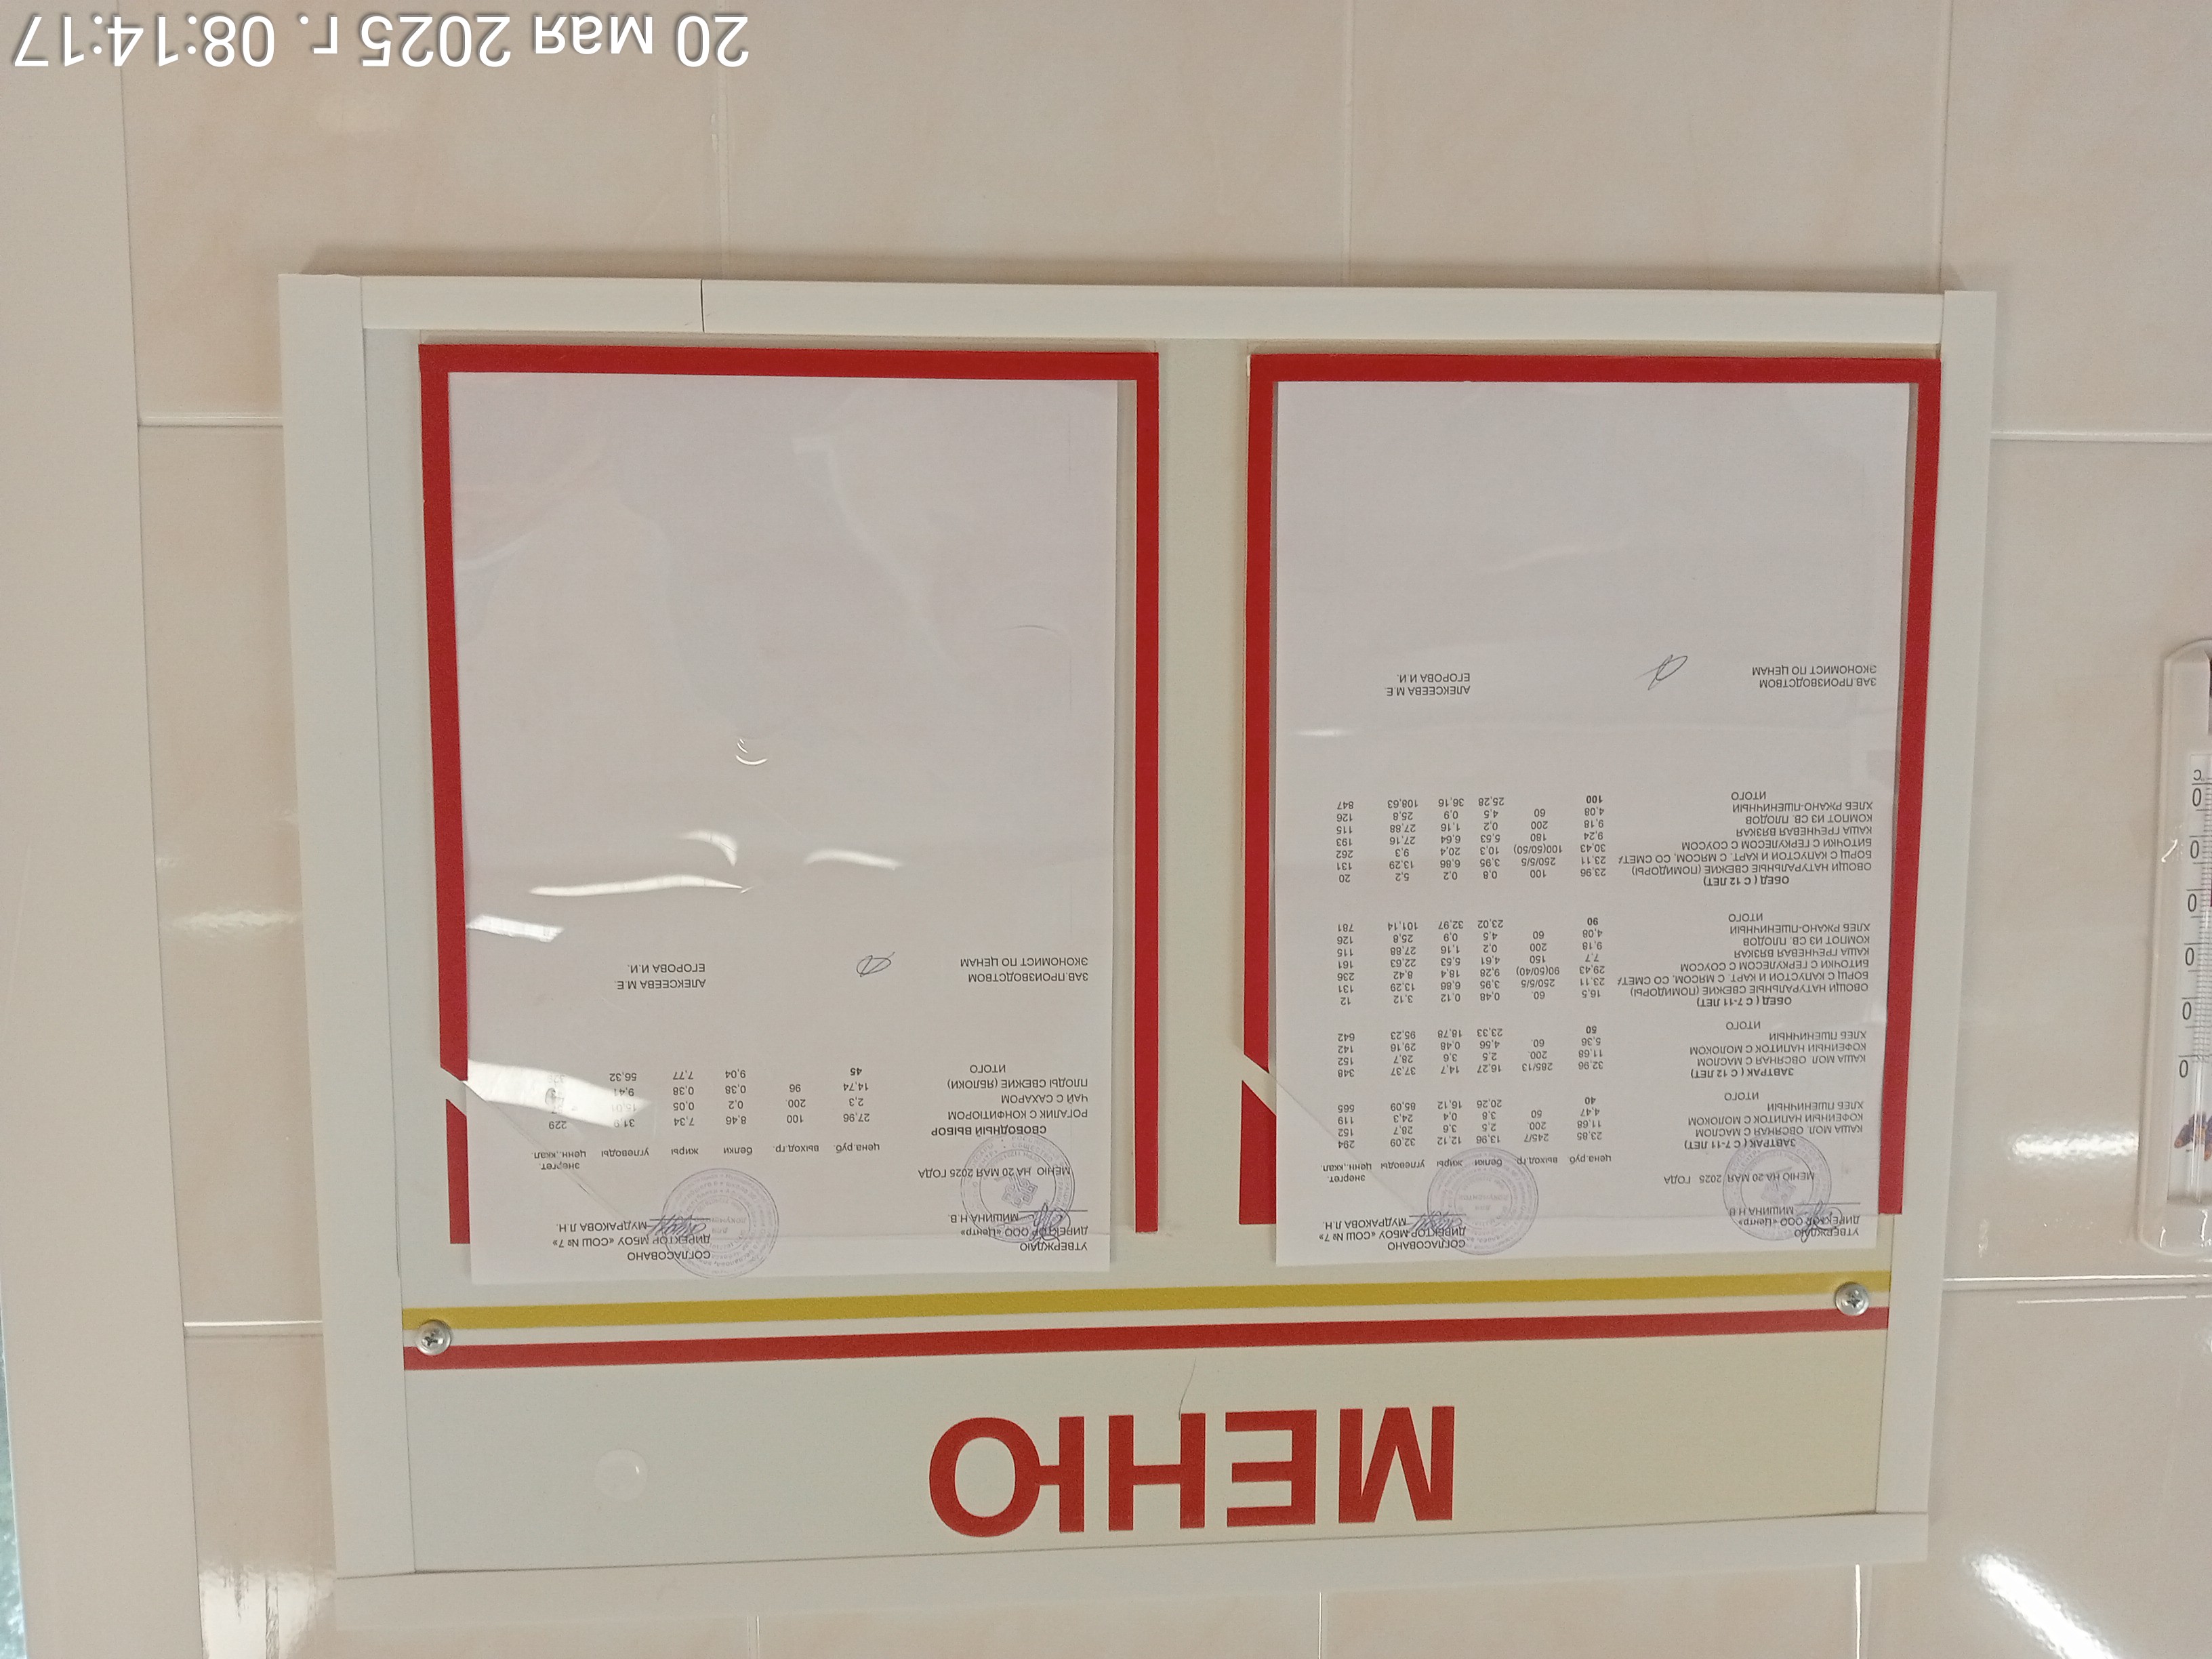 МЕНЮ
УТВЕРЖДАЮ СОГЛАСОВАНО
ДИРЕКТОР ООО «Центр» ДИРЕКТОР МБОУ «СОШ № 7»
МИШИНА Н В МУДРАКОВА Л.Н.
МЕНЮ НА 20 МАЯ 2025 ГОДА
цена руб. выход,гр. белки жиры углеводы энергет. ценн, ккал.
ЗАВТРАК ( С 7-11 ЛЕТ)
КАША МОЛ. ОВСЯНАЯ С МАСЛОМ 23,85 245/7 13,96 12,12 32,09 294
КОФЕЙНЫЙ НАПИТОК С МОЛОКОМ 11,68 200 2,5 3,6 28,7 152
ХЛЕБ ПШЕНИЧНЫЙ 4,47 50 3,8 0,4 24,3 119
ИТОГО 40 20,26 16,12 85,09 565
ЗАВТРАК ( С 12 ЛЕТ)
КАША МОЛ. ОВСЯНАЯ С МАСЛОМ 32,96 285/13 16,27 14,7 37,37 348
КОФЕЙНЫЙ НАПИТОК С МОЛОКОМ 11,68 200 2,5 3,6 28,7 152
ХЛЕБ ПШЕНИЧНЫЙ 5,36 60 4,56 0,48 29,16 142
ИТОГО 50 23,33 18,78 95,23 642
ОБЕД ( С 7-11 ЛЕТ)
ОВОЩИ НАТУРАЛЬНЫЕ СВЕЖИЕ (ПОМИДОРЫ) 16,5 60 0,48 0,12 3,12 12
БОРЩ С КАПУСТОЙ И КАРТ. С МЯСОМ, СО СМЕТА 23,11 250/5/5 3,95 6,86 13,29 131
БИТОЧКИ С ГЕРКУЛЕСОМ С СОУСОМ 29,43 90(50/40) 9,28 18,4 8,42 236
КАША ГРЕЧНЕВАЯ ВЯЗКАЯ 7,7 150 4,61 5,53 22,63 161
КОМПОТ ИЗ СВ. ПЛОДОВ 9,18 200 0,2 1,16 27,88 115
ХЛЕБ РЖАНО-ПШЕНИЧНЫЙ 4,08 60 4,5 0,9 25,8 126
ИТОГО 90 23,02 32,97 101,14 781
ОБЕД ( С 12 ЛЕТ)
ОВОЩИ НАТУРАЛЬНЫЕ СВЕЖИЕ (ПОМИДОРЫ) 23,96 100 0,8 0,2 5,2 20
БОРЩ С КАПУСТОЙ И КАРТ. С МЯСОМ, СО СМЕТА 23,11 250/5/5 3,95 6,86 13,29 131
БИТОЧКИ С ГЕРКУЛЕСОМ С СОУСОМ 30,43 100(50/50) 10,3 20,4 9,3 262
КАША ГРЕЧНЕВАЯ ВЯЗКАЯ 9,24 180 5,53 6,64 27,16 193
КОМПОТ ИЗ СВ. ПЛОДОВ 9,18 200 0,2 1,16 27,88 115
ХЛЕБ РЖАНО-ПШЕНИЧНЫЙ 4,08 60 4,5 0,9 25,8 126
ИТОГО 100 25,28 36,16 108,63 847
ЗАВ.ПРОИЗВОДСТВОМ АЛЕКСЕЕВА М.Е.
ЭКОНОМИСТ ПО ЦЕНАМ ЕГОРОВА И.И.
УТВЕРЖДАЮ СОГЛАСОВАНО
ДИРЕКТОР ООО «Центр» ДИРЕКТОР МБОУ «СОШ № 7»
МИШИНА Н В. МУДРАКОВА Л.Н.
МЕНЮ НА 20 МАЯ 2025 ГОДА
цена,руб. выход,гр. белки жиры углеводы энергет. ценн, ккал.
СВОБОДНЫЙ ВЫБОР
РОГАЛИК С КОНФИТЮРОМ 27,96 100 8,46 7,34 229
ЧАЙ С САХАРОМ 2,3 200 0,2 0,05 15,01
ПЛОДЫ СВЕЖИЕ (ЯБЛОКИ) 14,74 96 0,38 0,38 9,41
ИТОГО 45 9,04 7,77 56,32
ЗАВ.ПРОИЗВОДСТВОМ АЛЕКСЕЕВА М.Е.
ЭКОНОМИСТ ПО ЦЕНАМ ЕГОРОВА И.И.
20 мая 2025 г. 08:14:17